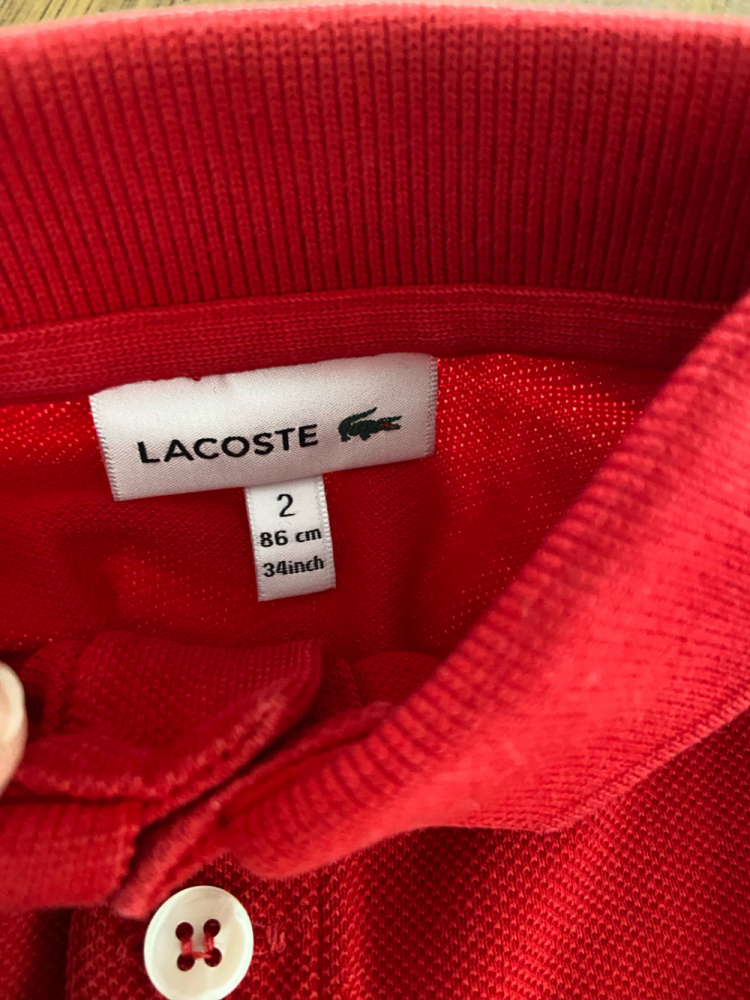 LACOSTE
2
86 cm
34inch